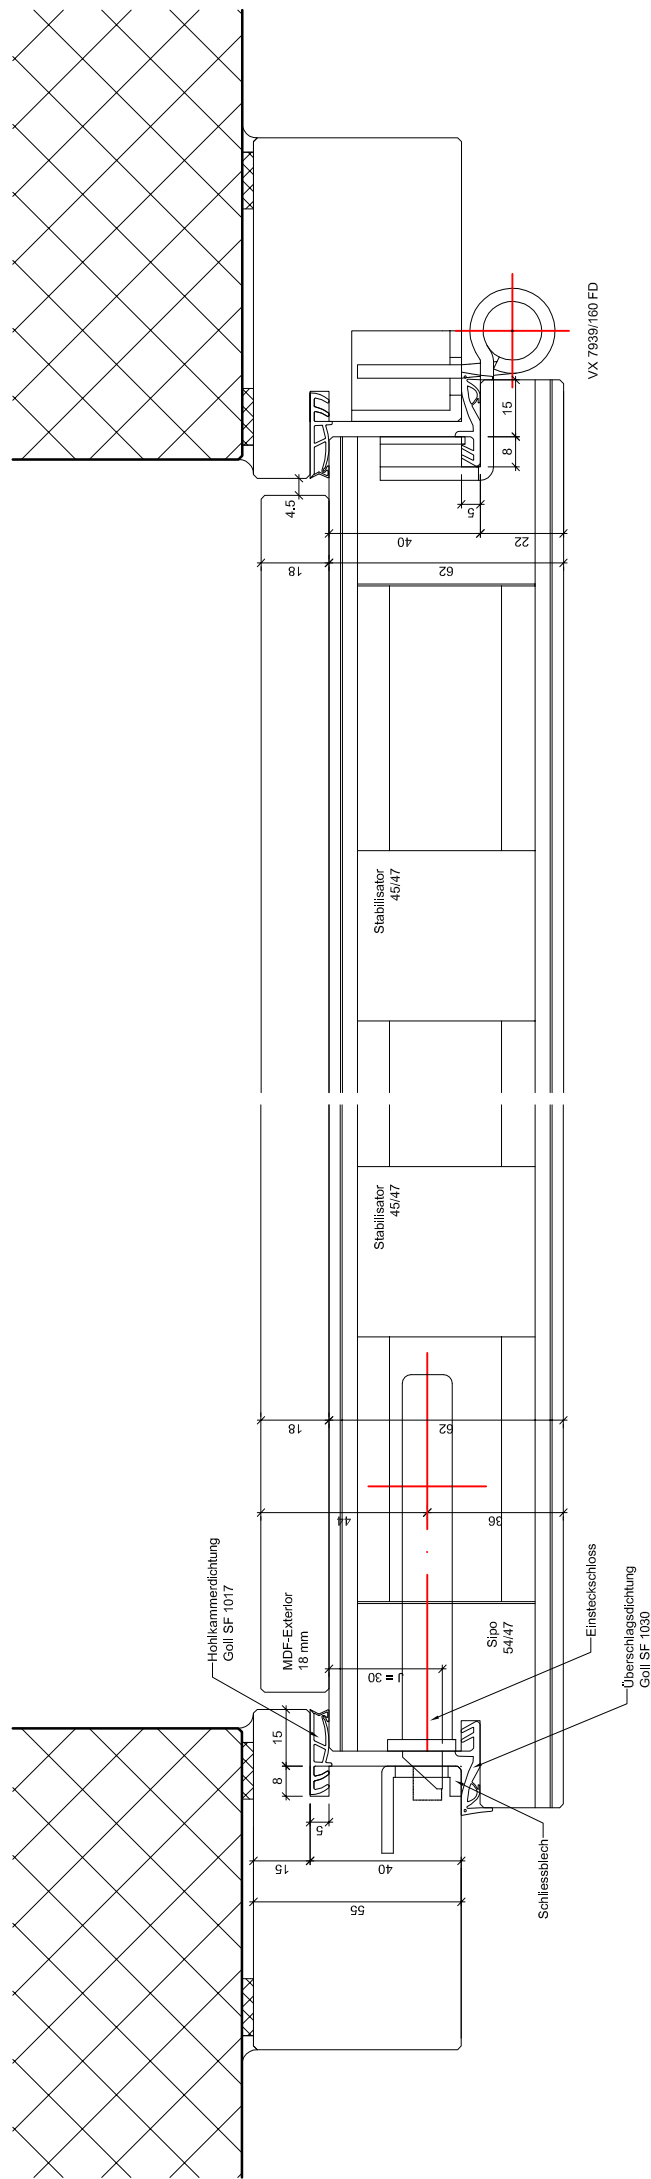 VX 7939/160 FD
15
8
4.5
5
40
22
18
62
Stabilisator
45/47
Stabilisator
45/47
18
62
44
36
Hohlkammerdichtung
Goll SF 1017
MDF-Exterior
18 mm
J = 30
Sipo
54/47
Einsteckschloss
Überschlagsdichtung
Goll SF 1030
15
8
5
15
40
55
Schliessblech